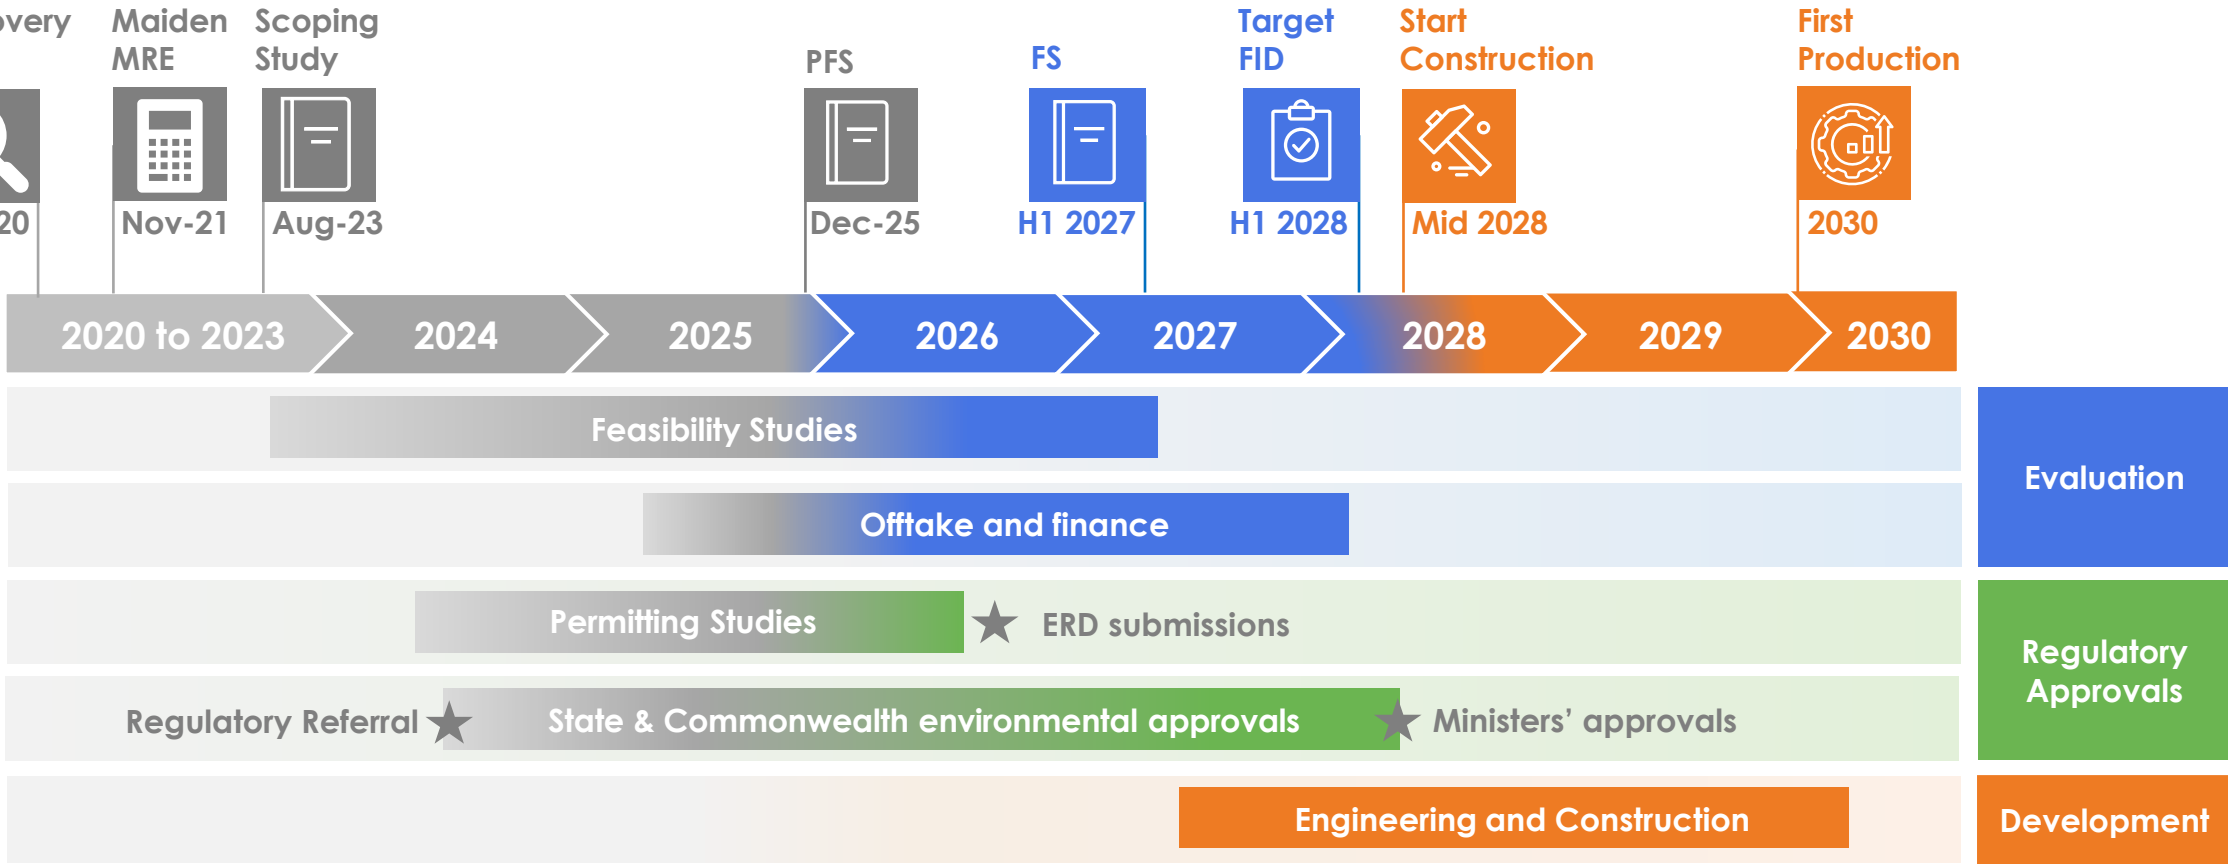 overy
Maiden
MRE
Scoping
Study
PFS
FS
Target
FID
Start
Construction
First
Production
20
Nov-21
Aug-23
Dec-25
H1 2027
H1 2028
Mid 2028
2030
2020 to 2023
2024
2025
2026
2027
2028
2029
2030
Feasibility Studies
Offtake and finance
Evaluation
Permitting Studies
ERD submissions
Regulatory Referral
State & Commonwealth environmental approvals
Ministers’ approvals
Regulatory
Approvals
Engineering and Construction
Development